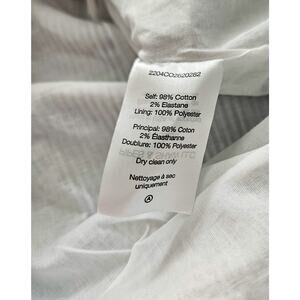 2204CO2620262
Self: 98% Cotton
2% Elastane
Lining: 100% Polyester
Principal: 98% Coton
2% Élasthanne
Doublure: 100% Polyester
Dry clean only
Nettoyage à sec
uniquement
A